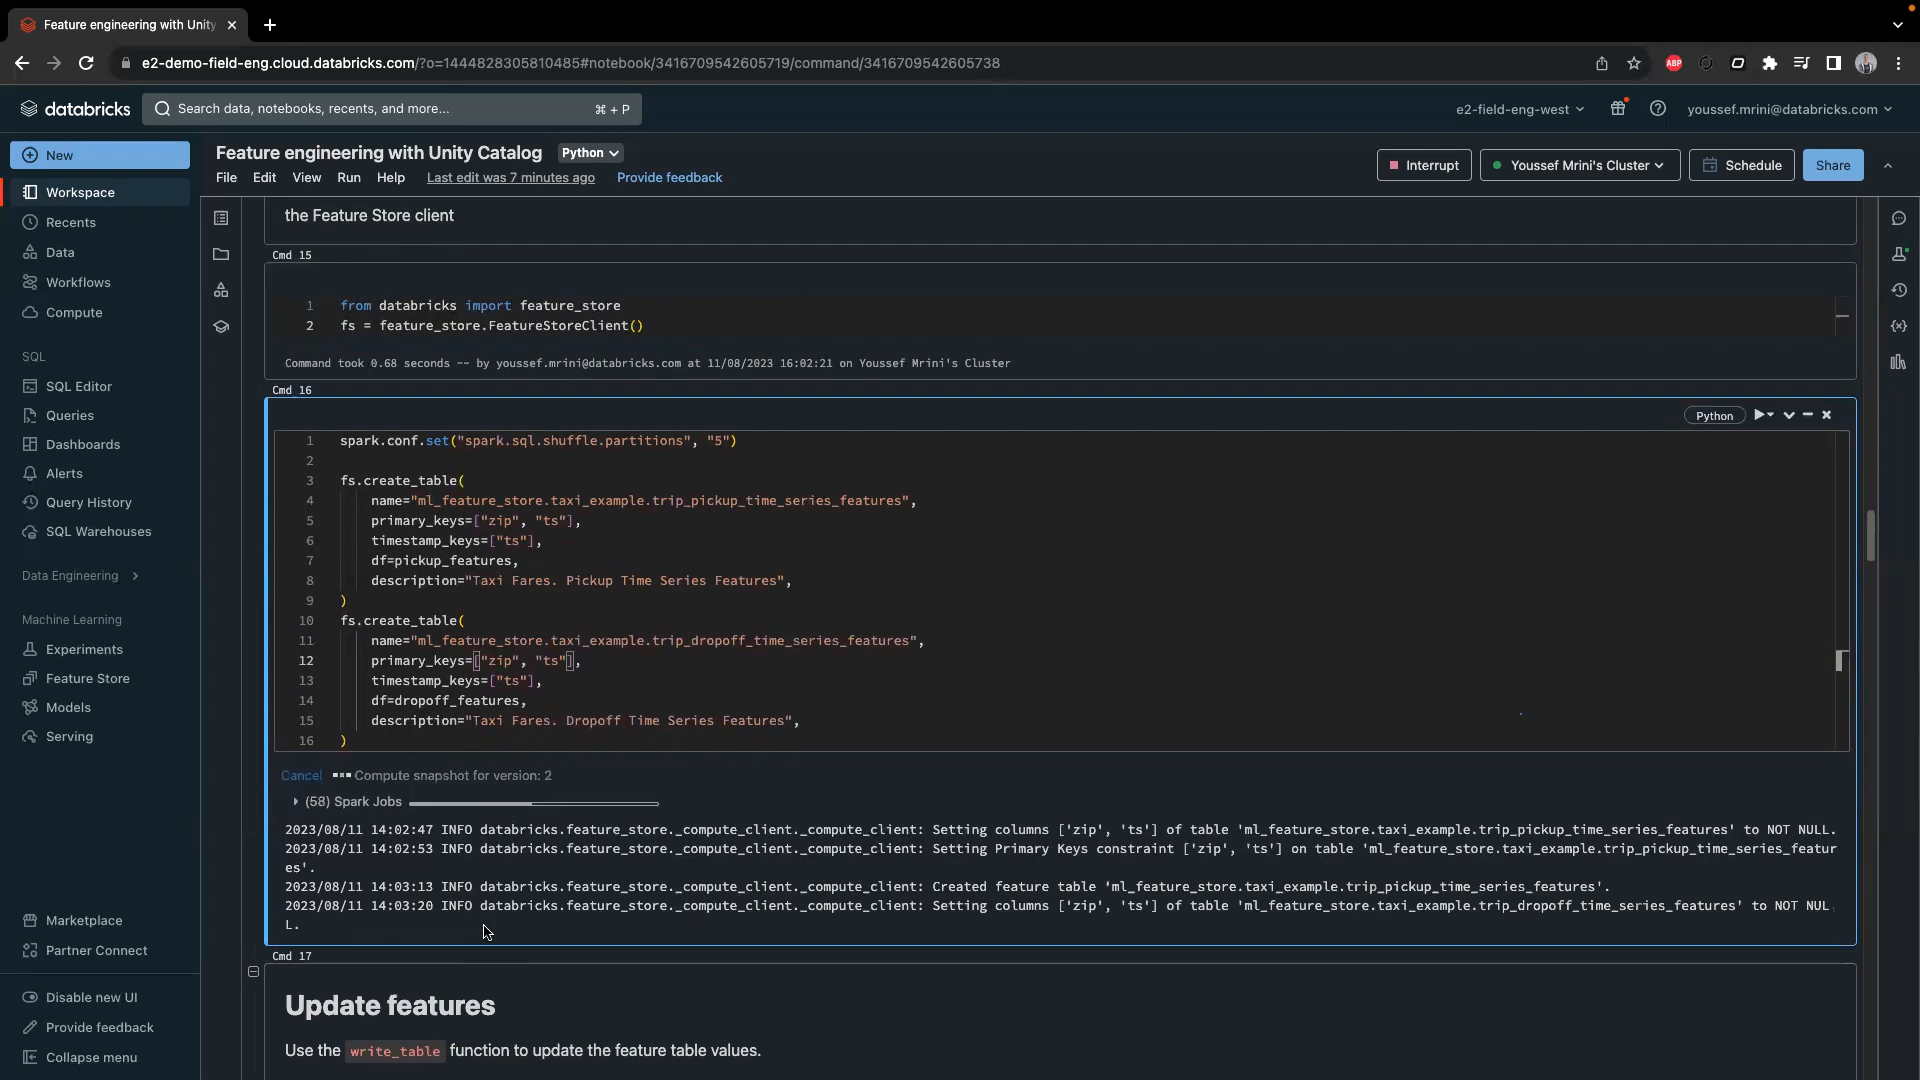 Feature engineering with Unity
e2-demo-field-eng.cloud.databricks.com/?o=1444828305810485#notebook/3416709542605719/command/3416709542605738
ABP
databricks
Search data, notebooks, recents, and more...
⌘ + P
e2-field-eng-west
youssef.mrini@databricks.com
New
Workspace
Recents
Data
Workflows
Compute
SQL
SQL Editor
Queries
Dashboards
Alerts
Query History
SQL Warehouses
Data Engineering
Machine Learning
Experiments
Feature Store
Models
Serving
Marketplace
Partner Connect
Disable new UI
Provide feedback
Collapse menu
Feature engineering with Unity Catalog
Python
File Edit View Run Help Last edit was 7 minutes ago Provide feedback
Interrupt
Youssef Mrini's Cluster
Schedule
Share
the Feature Store client
Cmd 15
1 from databricks import feature_store
2 fs = feature_store.FeatureStoreClient()
Command took 0.68 seconds -- by youssef.mrini@databricks.com at 11/08/2023 16:02:21 on Youssef Mrini's Cluster
Cmd 16
Python
1 spark.conf.set("spark.sql.shuffle.partitions", "5")
2
3 fs.create_table(
4 name="ml_feature_store.taxi_example.trip_pickup_time_series_features",
5 primary_keys=["zip", "ts"],
6 timestamp_keys=["ts"],
7 df=pickup_features,
8 description="Taxi Fares. Pickup Time Series Features",
9 )
10 fs.create_table(
11 name="ml_feature_store.taxi_example.trip_dropoff_time_series_features",
12 primary_keys=["zip", "ts"],
13 timestamp_keys=["ts"],
14 df=dropoff_features,
15 description="Taxi Fares. Dropoff Time Series Features",
16 )
Cancel Compute snapshot for version: 2
(58) Spark Jobs
2023/08/11 14:02:47 INFO databricks.feature_store._compute_client._compute_client: Setting columns ['zip', 'ts'] of table 'ml_feature_store.taxi_example.trip_pickup_time_series_features' to NOT NULL.
2023/08/11 14:02:53 INFO databricks.feature_store._compute_client._compute_client: Setting Primary Keys constraint ['zip', 'ts'] on table 'ml_feature_store.taxi_example.trip_pickup_time_series_featur
es'.
2023/08/11 14:03:13 INFO databricks.feature_store._compute_client._compute_client: Created feature table 'ml_feature_store.taxi_example.trip_pickup_time_series_features'.
2023/08/11 14:03:20 INFO databricks.feature_store._compute_client._compute_client: Setting columns ['zip', 'ts'] of table 'ml_feature_store.taxi_example.trip_dropoff_time_series_features' to NOT NUL
L.
Cmd 17
Update features
Use the write_table function to update the feature table values.